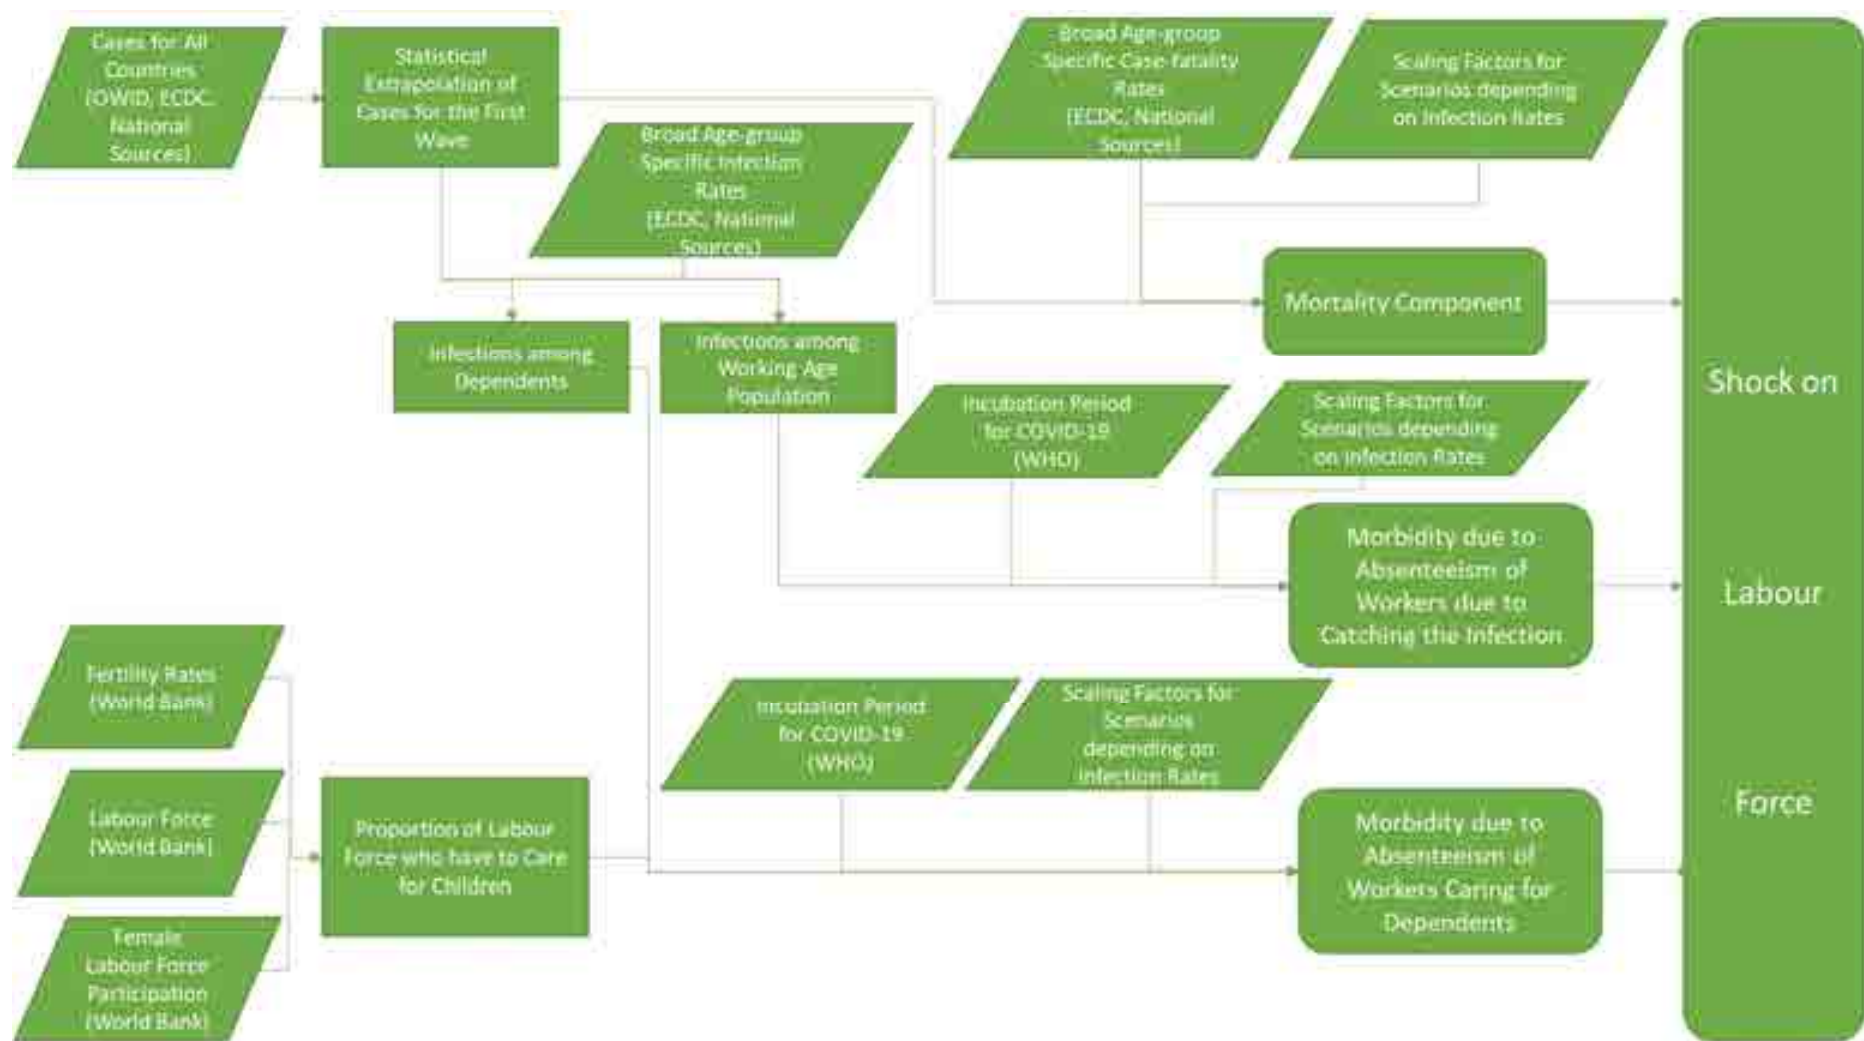 Cases for All
Countries
(OWID, ECDC,
National
Sources)
Statistical
Extrapolation of
Cases for the First
Wave
Broad Age-group
Specific Infection
Rates
(ECDC, National
Sources)
Broad Age-group
Specific Case-fatality
Rates
(ECDC, National
Sources)
Scaling Factors for
Scenarios depending
on Infection Rates
Mortality Component
Infections among
Dependents
Infections among
Working Age
Population
Incubation Period
for COVID-19
(WHO)
Scaling Factors for
Scenarios depending
on Infection Rates
Morbidity due to
Absenteeism of
Workers due to
Catching the Infection
Fertility Rates
(World Bank)
Labour Force
(World Bank)
Female
Labour Force
Participation
(World Bank)
Proportion of Labour
Force who have to Care
for Children
Incubation Period
for COVID-19
(WHO)
Scaling Factors for
Scenarios
depending on
Infection Rates
Morbidity due to
Absenteeism of
Workers Caring for
Dependents
Shock on
Labour
Force